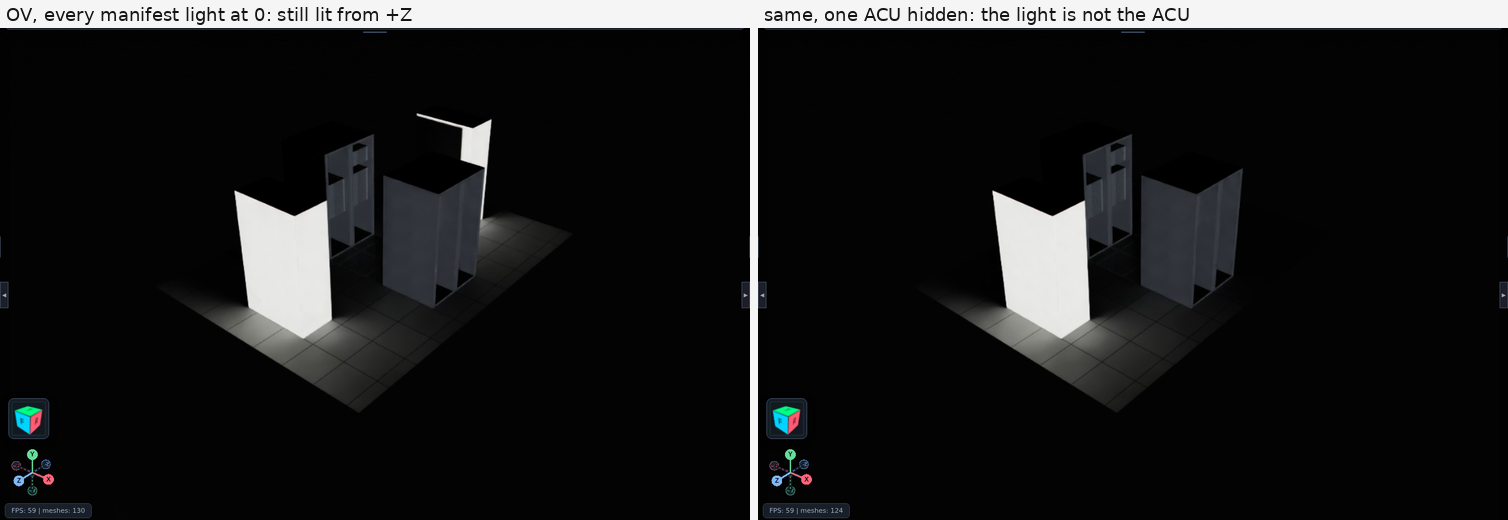 OV, every manifest light at 0: still lit from +Z
same, one ACU hidden: the light is not the ACU
Y
Z
X
FPS: 59 | meshes: 130
Y
Z
X
FPS: 59 | meshes: 124